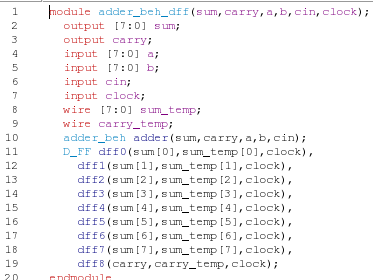 1 module adder_beh_dff(sum,carry,a,b,cin,clock);
2 output [7:0] sum;
3 output carry;
4 input [7:0] a;
5 input [7:0] b;
6 input cin;
7 input clock;
8 wire [7:0] sum_temp;
9 wire carry_temp;
10 adder_beh adder(sum,carry,a,b,cin);
11 D_FF dff0(sum[0],sum_temp[0],clock),
12 dff1(sum[1],sum_temp[1],clock),
13 dff2(sum[2],sum_temp[2],clock),
14 dff3(sum[3],sum_temp[3],clock),
15 dff4(sum[4],sum_temp[4],clock),
16 dff5(sum[5],sum_temp[5],clock),
17 dff6(sum[6],sum_temp[6],clock),
18 dff7(sum[7],sum_temp[7],clock),
19 dff8(carry,carry_temp,clock);
20 endmodule